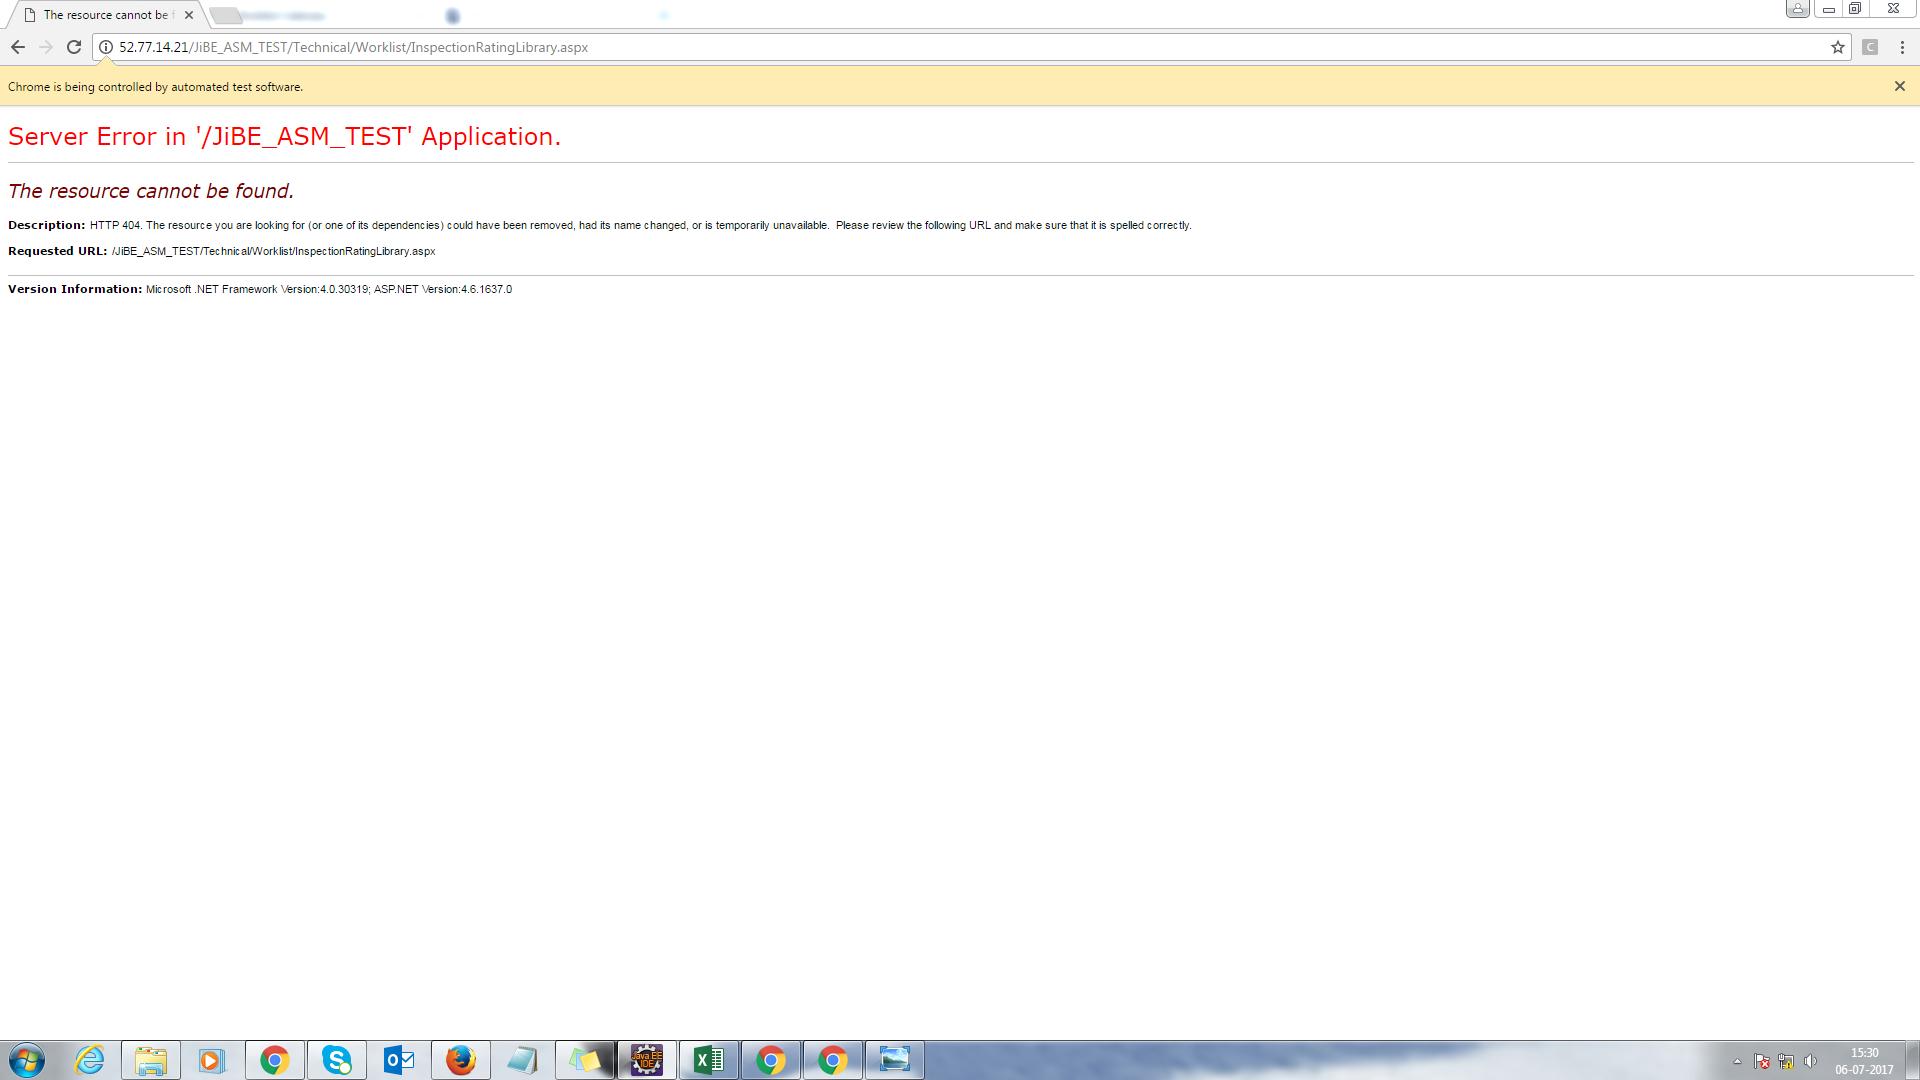 The resource cannot be f
52.77.14.21/JiBE_ASM_TEST/Technical/Worklist/InspectionRatingLibrary.aspx
C
Chrome is being controlled by automated test software.
Server Error in '/JiBE_ASM_TEST' Application.
The resource cannot be found.
Description: HTTP 404. The resource you are looking for (or one of its dependencies) could have been removed, had its name changed, or is temporarily unavailable.  Please review the following URL and make sure that it is spelled correctly.
Requested URL: /JiBE_ASM_TEST/Technical/Worklist/InspectionRatingLibrary.aspx
Version Information: Microsoft .NET Framework Version:4.0.30319; ASP.NET Version:4.6.1637.0
Java EE
IDE
15:30
06-07-2017